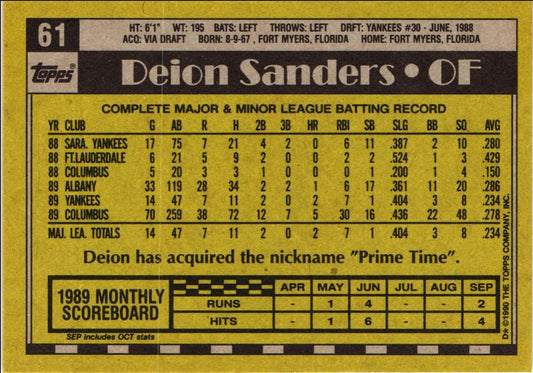 61
HT: 6'1" WT: 195 BATS: LEFT THROWS: LEFT DRFT: YANKEES #30 - JUNE, 1988
ACQ: VIA DRAFT BORN: 8-9-67, FORT MYERS, FLORIDA HOME: FORT MYERS, FLORIDA
Topps
Deion Sanders • OF
COMPLETE MAJOR & MINOR LEAGUE BATTING RECORD
YR CLUB G AB R H 2B 3B HR RBI SB SLG BB SO AVG
88 SARA. YANKEES 17 75 7 21 4 2 0 6 11 .387 2 10 .280
88 FT.LAUDERDALE 6 21 5 9 2 0 0 2 2 .524 1 3 .429
88 COLUMBUS 5 20 3 3 1 0 0 0 1 .200 1 4 .150
89 ALBANY 33 119 28 34 2 2 1 6 17 .361 11 20 .286
89 YANKEES 14 47 7 11 2 0 2 7 1 .404 3 8 .234
89 COLUMBUS 70 259 38 72 12 7 5 30 16 .436 22 48 .278
MAJ. LEA. TOTALS 14 47 7 11 2 0 2 7 1 .404 3 8 .234
Deion has acquired the nickname "Prime Time".
1989 MONTHLY
SCOREBOARD
APR MAY JUN JUL AUG SEP
RUNS - 1 4 - - 2
HITS - 1 6 - - 4
SEP includes OCT stats
D* © 1990 THE TOPPS COMPANY, INC.